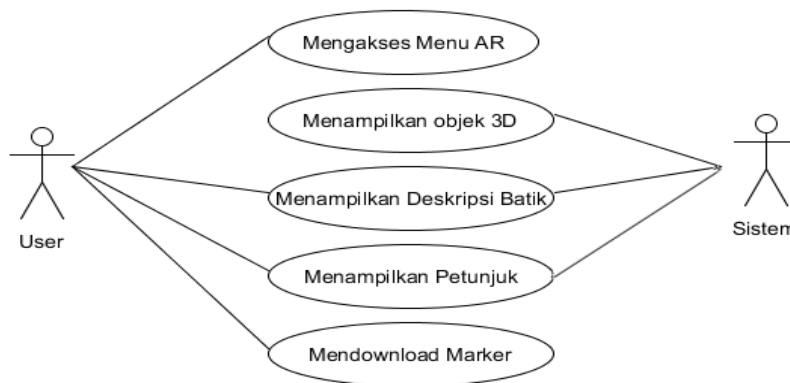 Mengakses Menu AR
Menampilkan objek 3D
Menampilkan Deskripsi Batik
User
Sistem
Menampilkan Petunjuk
Mendownload Marker